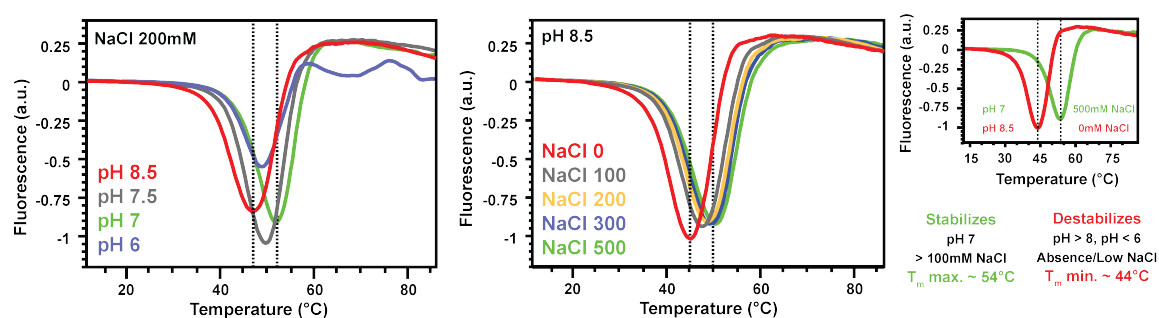 NaCl 200mM
0.25
0
-0.25
-0.5
-0.75
-1
Fluorescence (a.u.)
pH 8.5
pH 7.5
pH 7
pH 6
20 40 60 80
Temperature (°C)
pH 8.5
0.25
0
-0.25
-0.5
-0.75
-1
Fluorescence (a.u.)
NaCl 0
NaCl 100
NaCl 200
NaCl 300
NaCl 500
20 40 60 80
Temperature (°C)
0.25
0
-0.25
-0.5
-0.75
-1
Fluorescence (a.u.)
pH 7 500mM NaCl
pH 8.5 0mM NaCl
15 45 60 75
Temperature (°C)
Stabilizes
pH 7
> 100mM NaCl
Tm max. ~ 54°C
Destabilizes
pH > 8, pH < 6
Absence/Low NaCl
Tm min. ~ 44°C